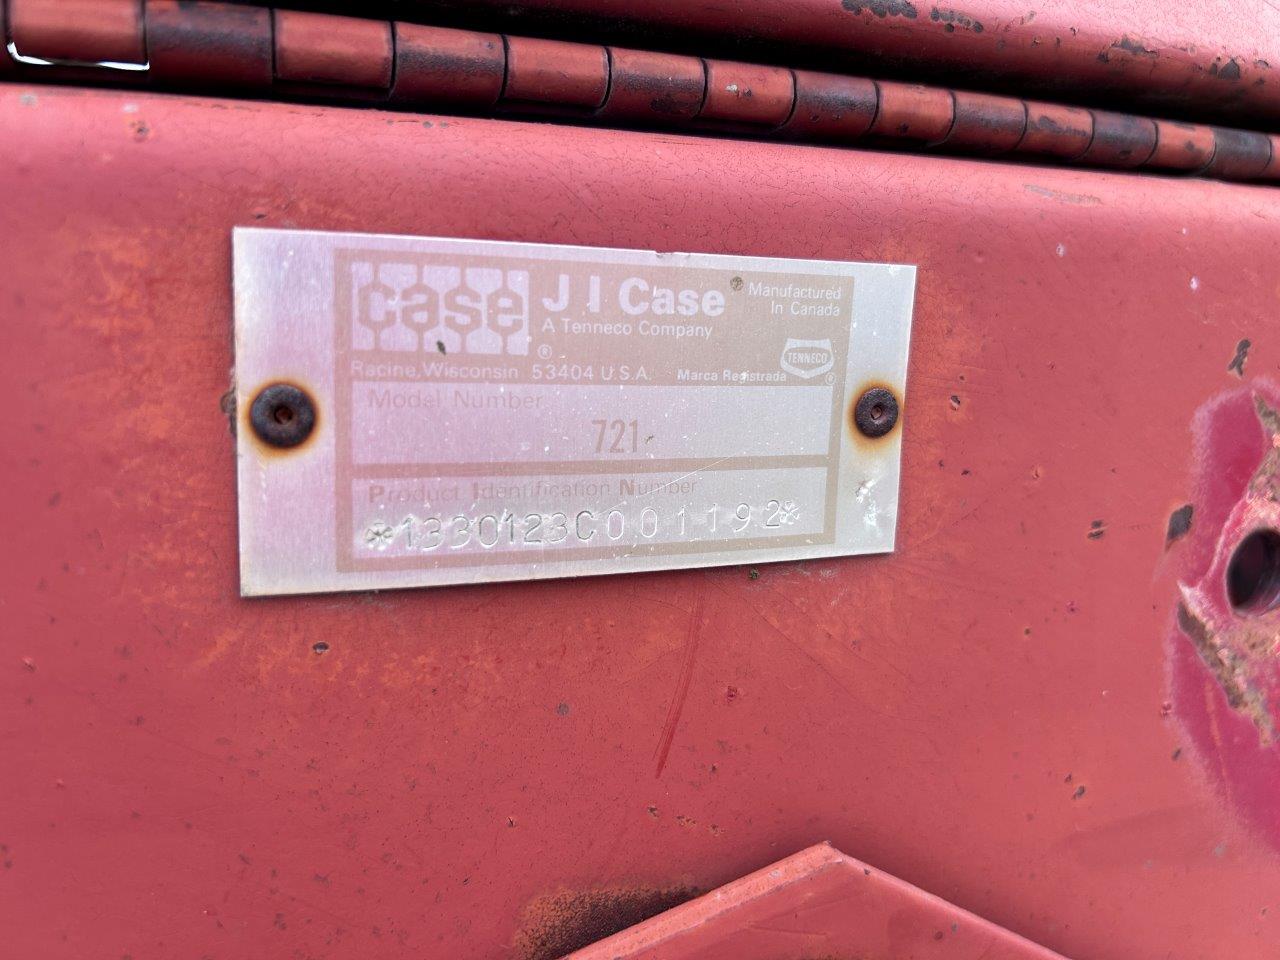 case ® J I Case ® Manufactured
In Canada
A Tenneco Company
TENNECO ®
Racine, Wisconsin 53404 U.S.A. Marca Registrada
Model Number
721
Product Identification Number
*1330123C001192*